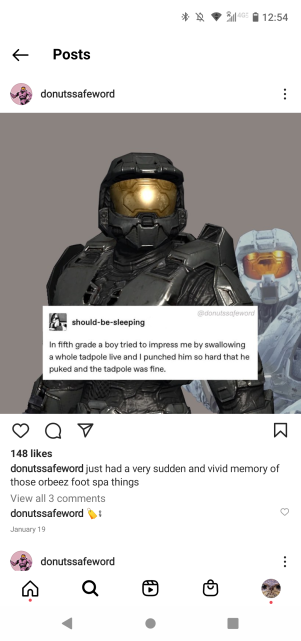 12:54
Posts
donutssafeword
@donutssafeword
should-be-sleeping
In fifth grade a boy tried to impress me by swallowing
a whole tadpole live and I punched him so hard that he
puked and the tadpole was fine.
148 likes
donutssafeword just had a very sudden and vivid memory of
those orbeez foot spa things
View all 3 comments
donutssafeword
January 19
donutssafeword